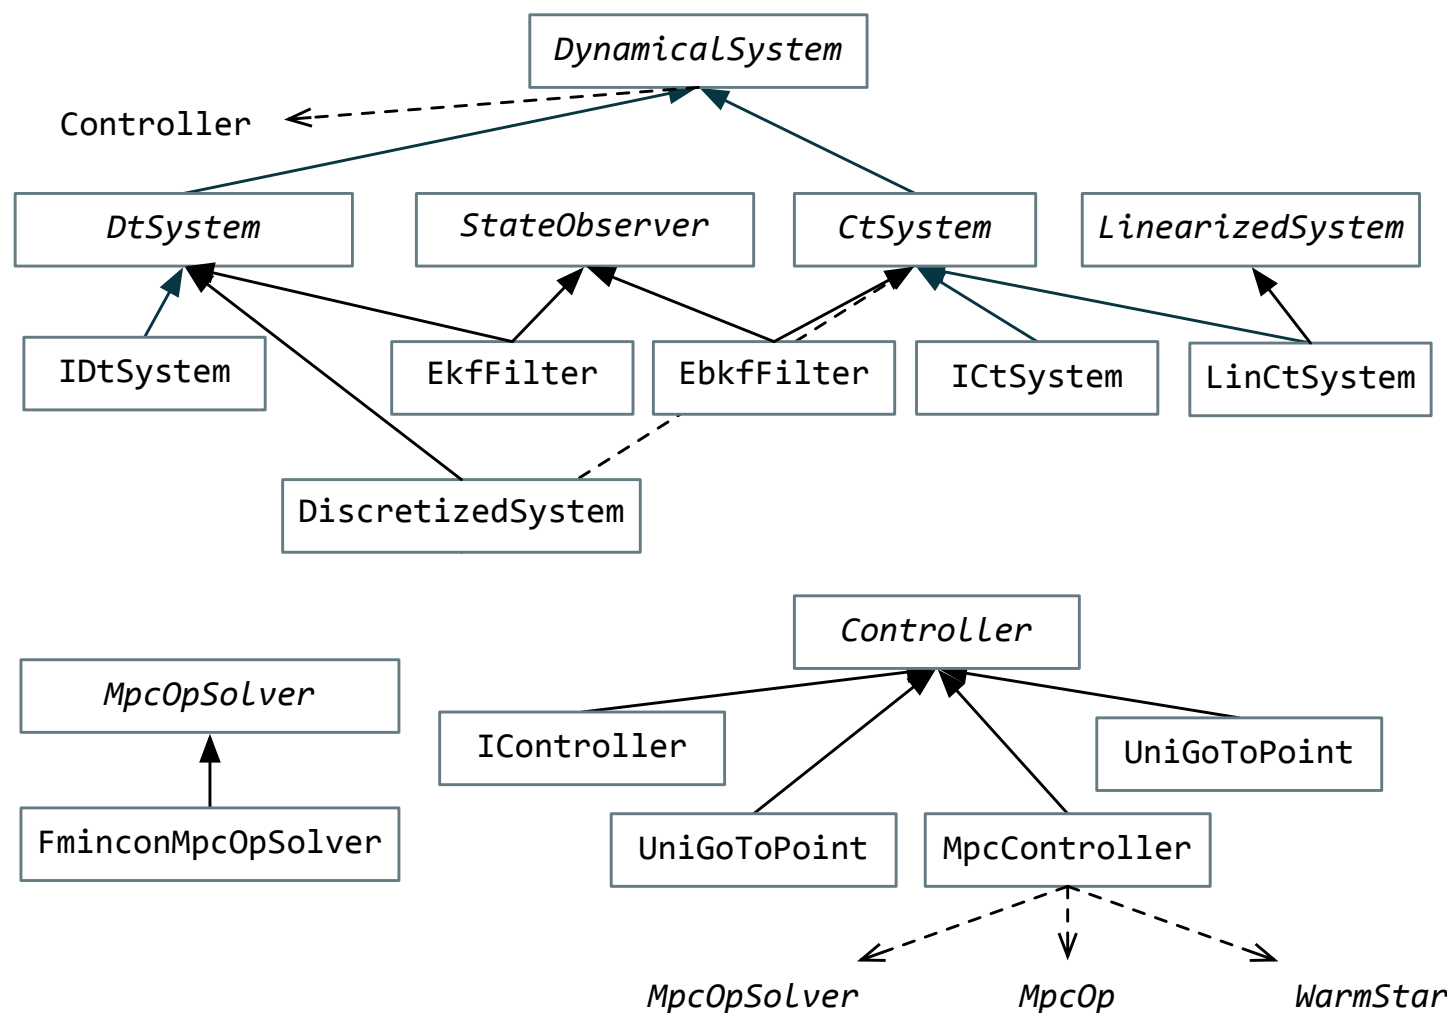 DynamicalSystem
Controller
DtSystem
StateObserver
CtSystem
LinearizedSystem
IDtSystem
EkfFilter
EbkfFilter
ICtSystem
LinCtSystem
DiscretizedSystem
Controller
MpcOpSolver
IController
UniGoToPoint
FminconMpcOpSolver
UniGoToPoint
MpcController
MpcOpSolver
MpcOp
WarmStar